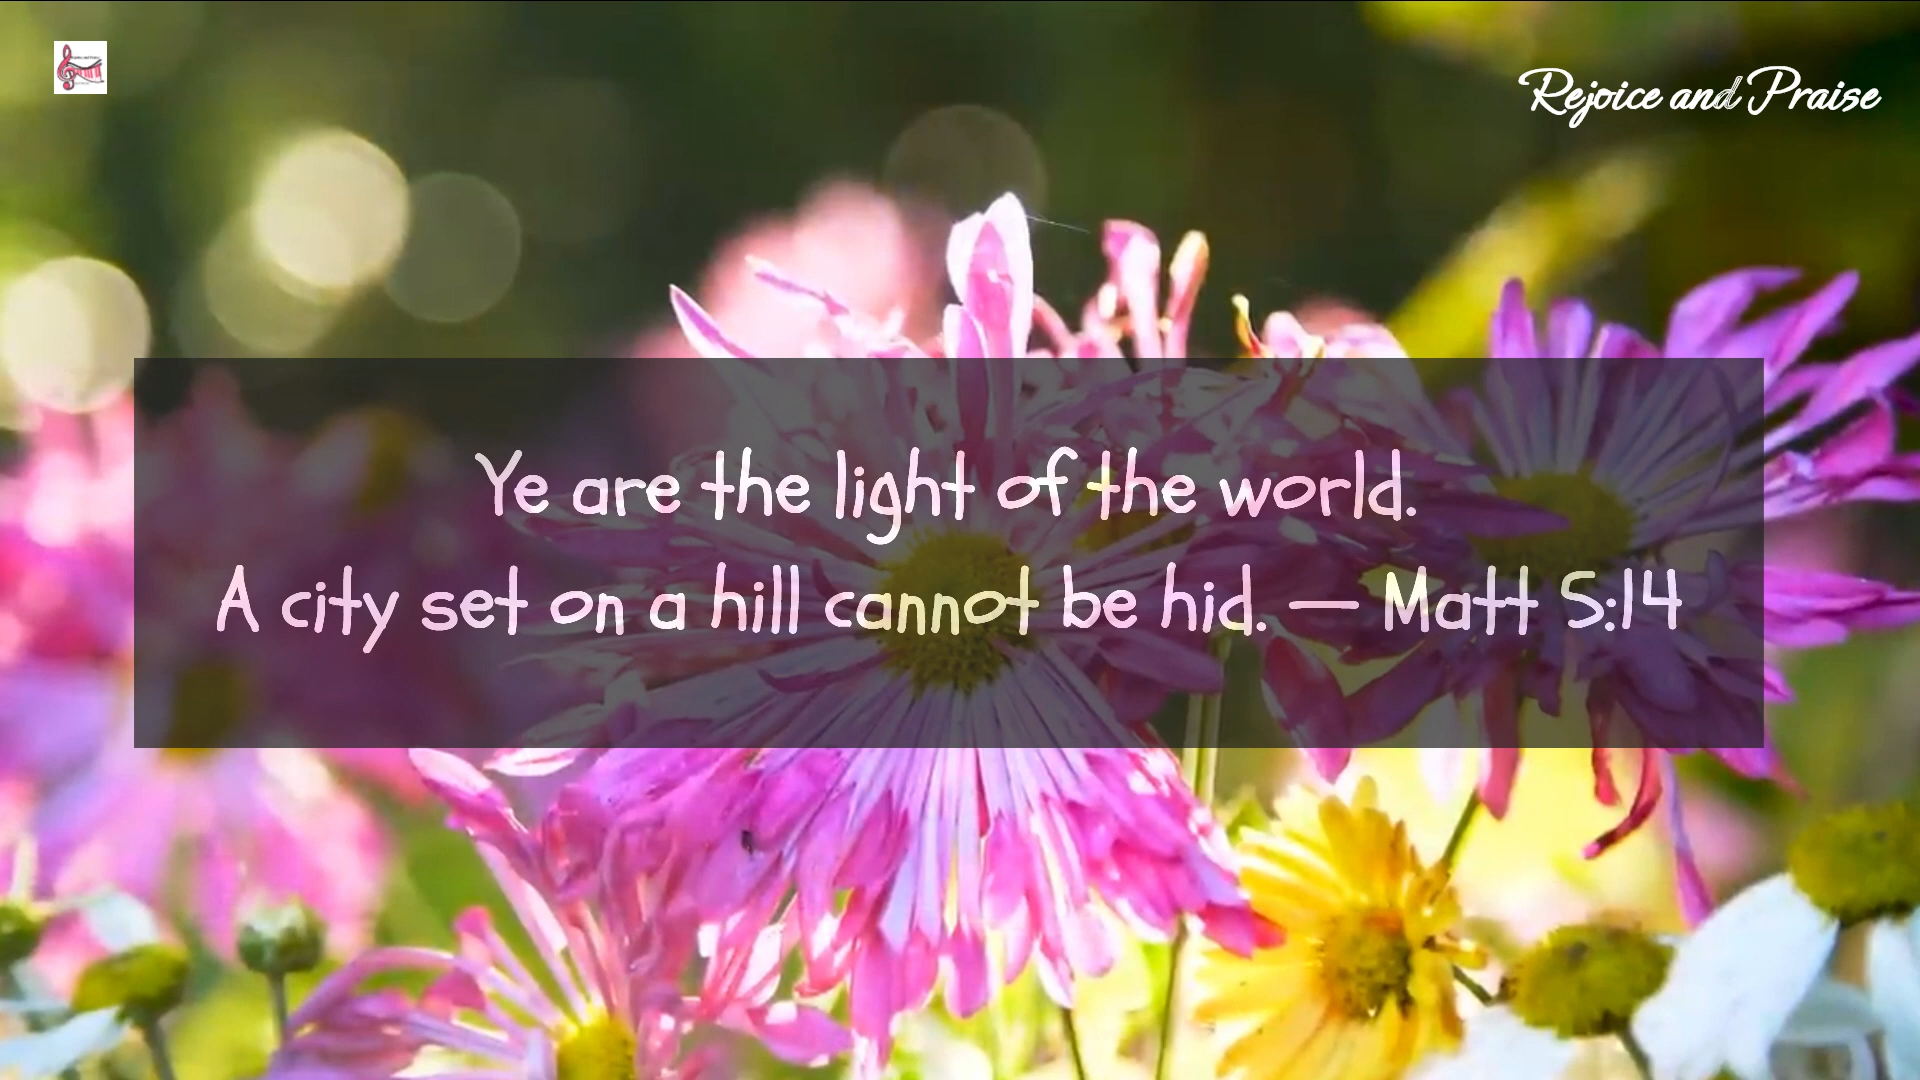 Rejoice and Praise
Ye are the light of the world.
A city set on a hill cannot be hid. — Matt 5:14